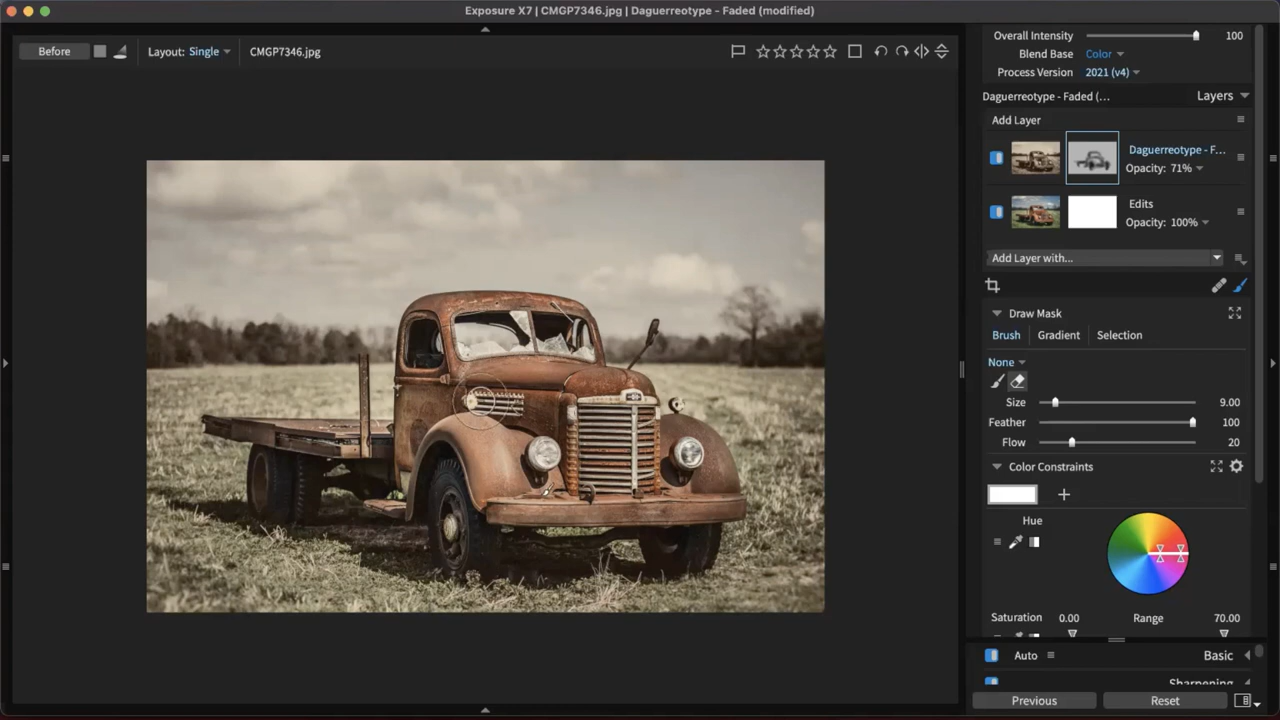 Exposure X7 | CMGP7346.jpg | Daguerreotype - Faded (modified)
Before
Layout: Single
CMGP7346.jpg
Overall Intensity 100
Blend Base Color
Process Version 2021 (v4)
Daguerreotype - Faded (... Layers
Add Layer
Daguerreotype - F...
Opacity: 71%
Edits
Opacity: 100%
Add Layer with...
Draw Mask
Brush Gradient Selection
None
Size 9.00
Feather 100
Flow 20
Color Constraints
Hue
Saturation 0.00 Range 70.00
Auto Basic
Sharpening
Previous Reset